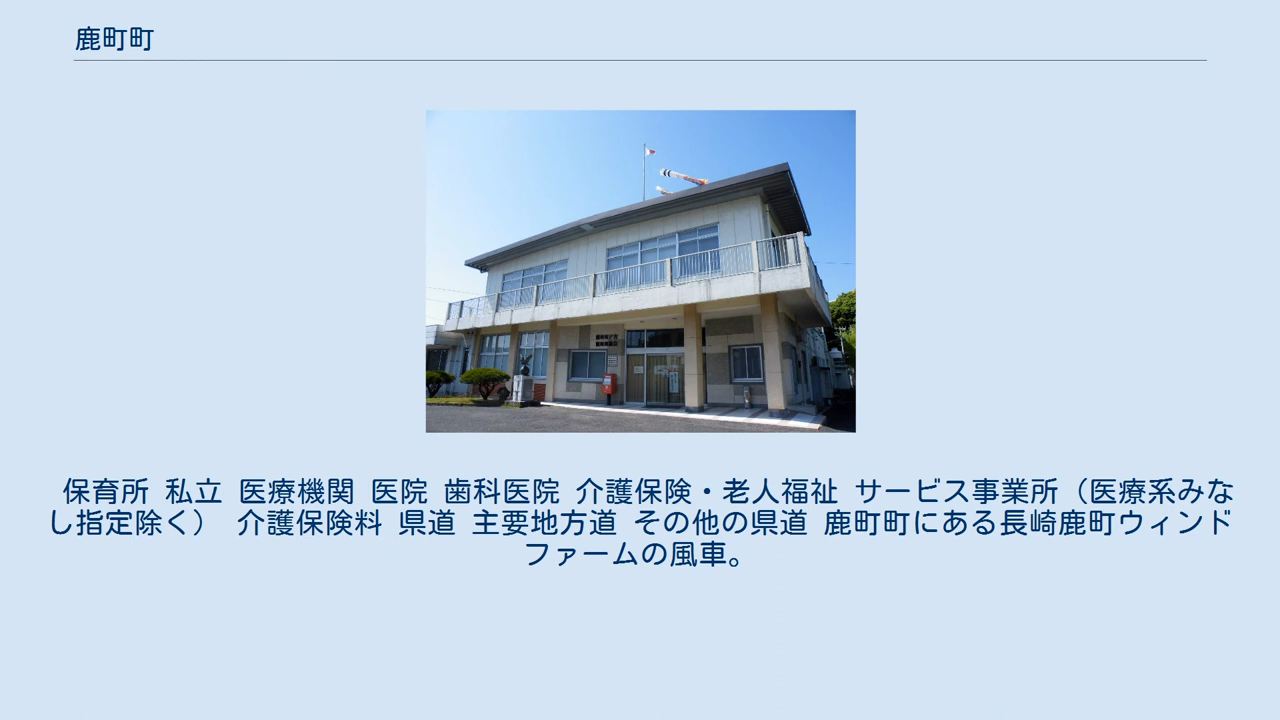 鹿町町
保育所 私立 医療機関 医院 歯科医院 介護保険・老人福祉 サービス事業所（医療系みな
し指定除く） 介護保険料 県道 主要地方道 その他の県道 鹿町町にある長崎鹿町ウィンド
ファームの風車。